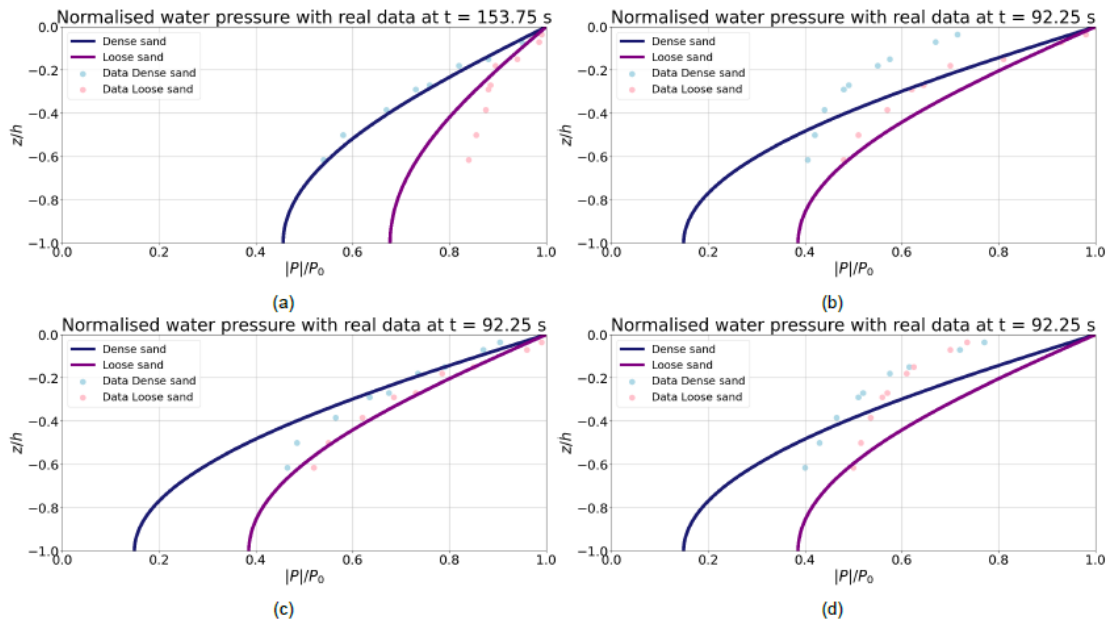 Normalised water pressure with real data at t = 153.75 s
Dense sand
Loose sand
Data Dense sand
Data Loose sand
0.0
−0.2
−0.4
−0.6
−0.8
−1.0
z/h
0.0 0.2 0.4 0.6 0.8 1.0
|P|/P₀
(a)
Normalised water pressure with real data at t = 92.25 s
Dense sand
Loose sand
Data Dense sand
Data Loose sand
0.0
−0.2
−0.4
−0.6
−0.8
−1.0
z/h
0.0 0.2 0.4 0.6 0.8 1.0
|P|/P₀
(b)
Normalised water pressure with real data at t = 92.25 s
Dense sand
Loose sand
Data Dense sand
Data Loose sand
0.0
−0.2
−0.4
−0.6
−0.8
−1.0
z/h
0.0 0.2 0.4 0.6 0.8 1.0
|P|/P₀
(c)
Normalised water pressure with real data at t = 92.25 s
Dense sand
Loose sand
Data Dense sand
Data Loose sand
0.0
−0.2
−0.4
−0.6
−0.8
−1.0
z/h
0.0 0.2 0.4 0.6 0.8 1.0
|P|/P₀
(d)